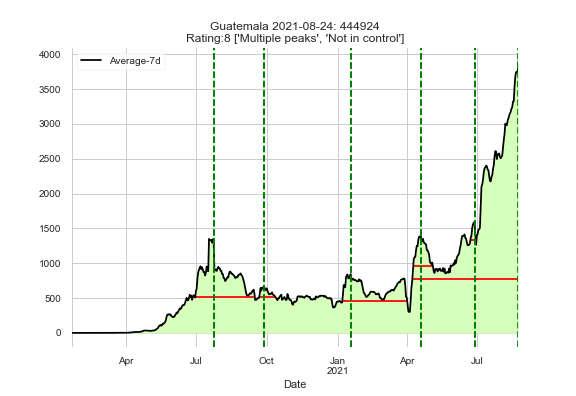 Guatemala 2021-08-24: 444924
Rating:8 ['Multiple peaks', 'Not in control']
Average-7d
4000
3500
3000
2500
2000
1500
1000
500
0
Apr
Jul
Oct
Jan
2021
Apr
Jul
Date